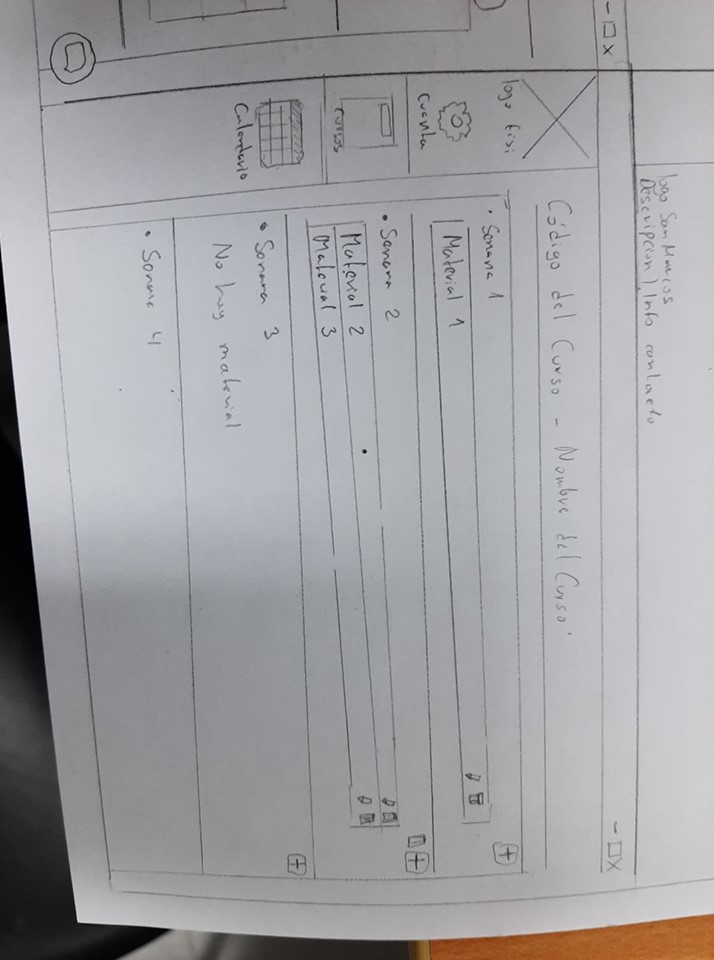 logo San Marcos
Descripcion, Info contacto
Código del Curso - Nombre del Curso
logo fisi
Semana 1
Material 1
Cuenta
Semana 2
Material 2
Material 3
Cursos
Semana 3
No hay material
Calendario
Semana 4